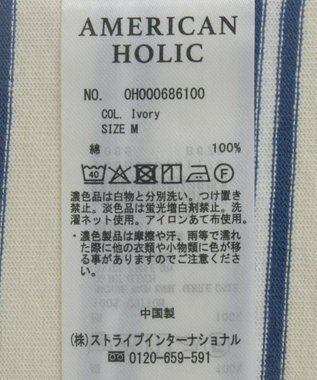 AMERICAN
HOLIC
NO. OH000686100
COL. Ivory
SIZE M
綿 100%
40 F
濃色品は白物と分別洗い。つけ置き
禁止。淡色品は蛍光増白剤禁止。洗
濯ネット使用。アイロンあて布使用。
・濃色製品は摩擦や汗、雨等で濡れ
た際に他の衣類や小物類に色が移
る事がありますのでご注意くださ
い。
中国製
(株)ストライプインターナショナル
0120-659-591